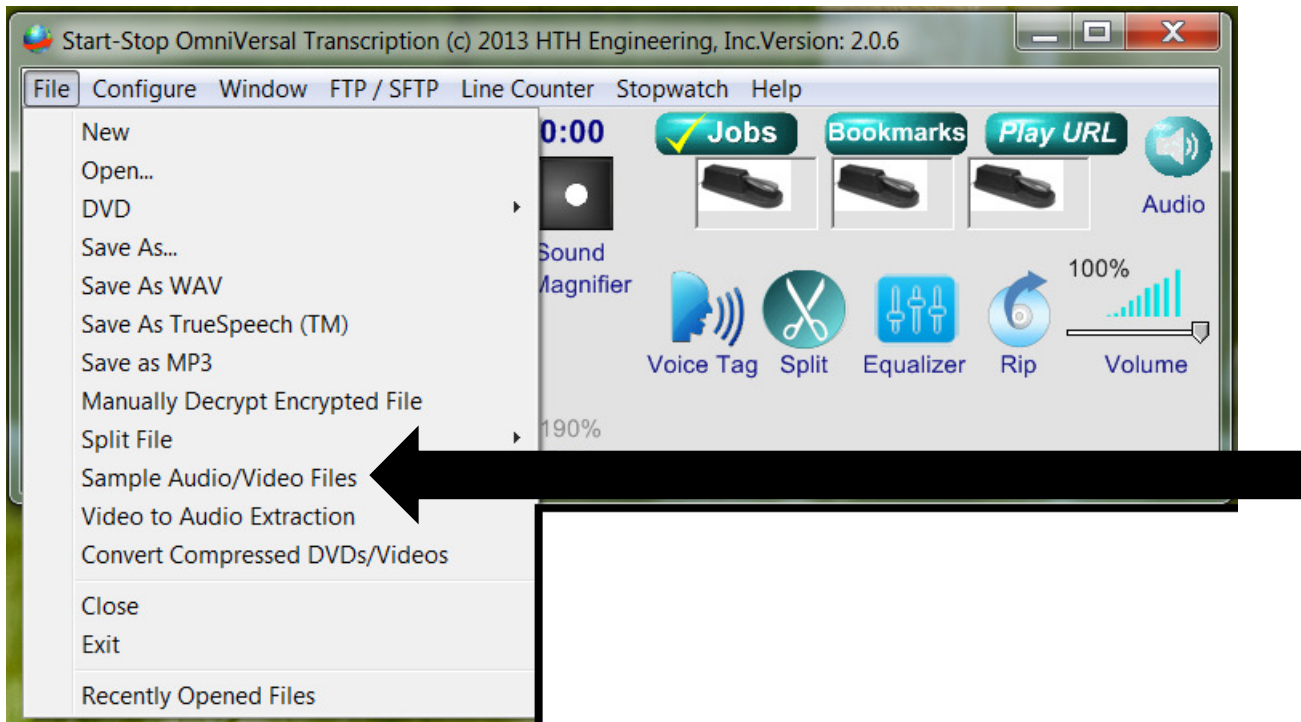 Start-Stop OmniVersal Transcription (c) 2013 HTH Engineering, Inc.Version: 2.0.6
File Configure Window FTP / SFTP Line Counter Stopwatch Help
New
Open...
DVD
Save As...
Save As WAV
Save As TrueSpeech (TM)
Save as MP3
Manually Decrypt Encrypted File
Split File
Sample Audio/Video Files
Video to Audio Extraction
Convert Compressed DVDs/Videos
Close
Exit
Recently Opened Files
0:00 Jobs Bookmarks Play URL
Audio
Sound
Magnifier
100%
Voice Tag Split Equalizer Rip Volume
190%